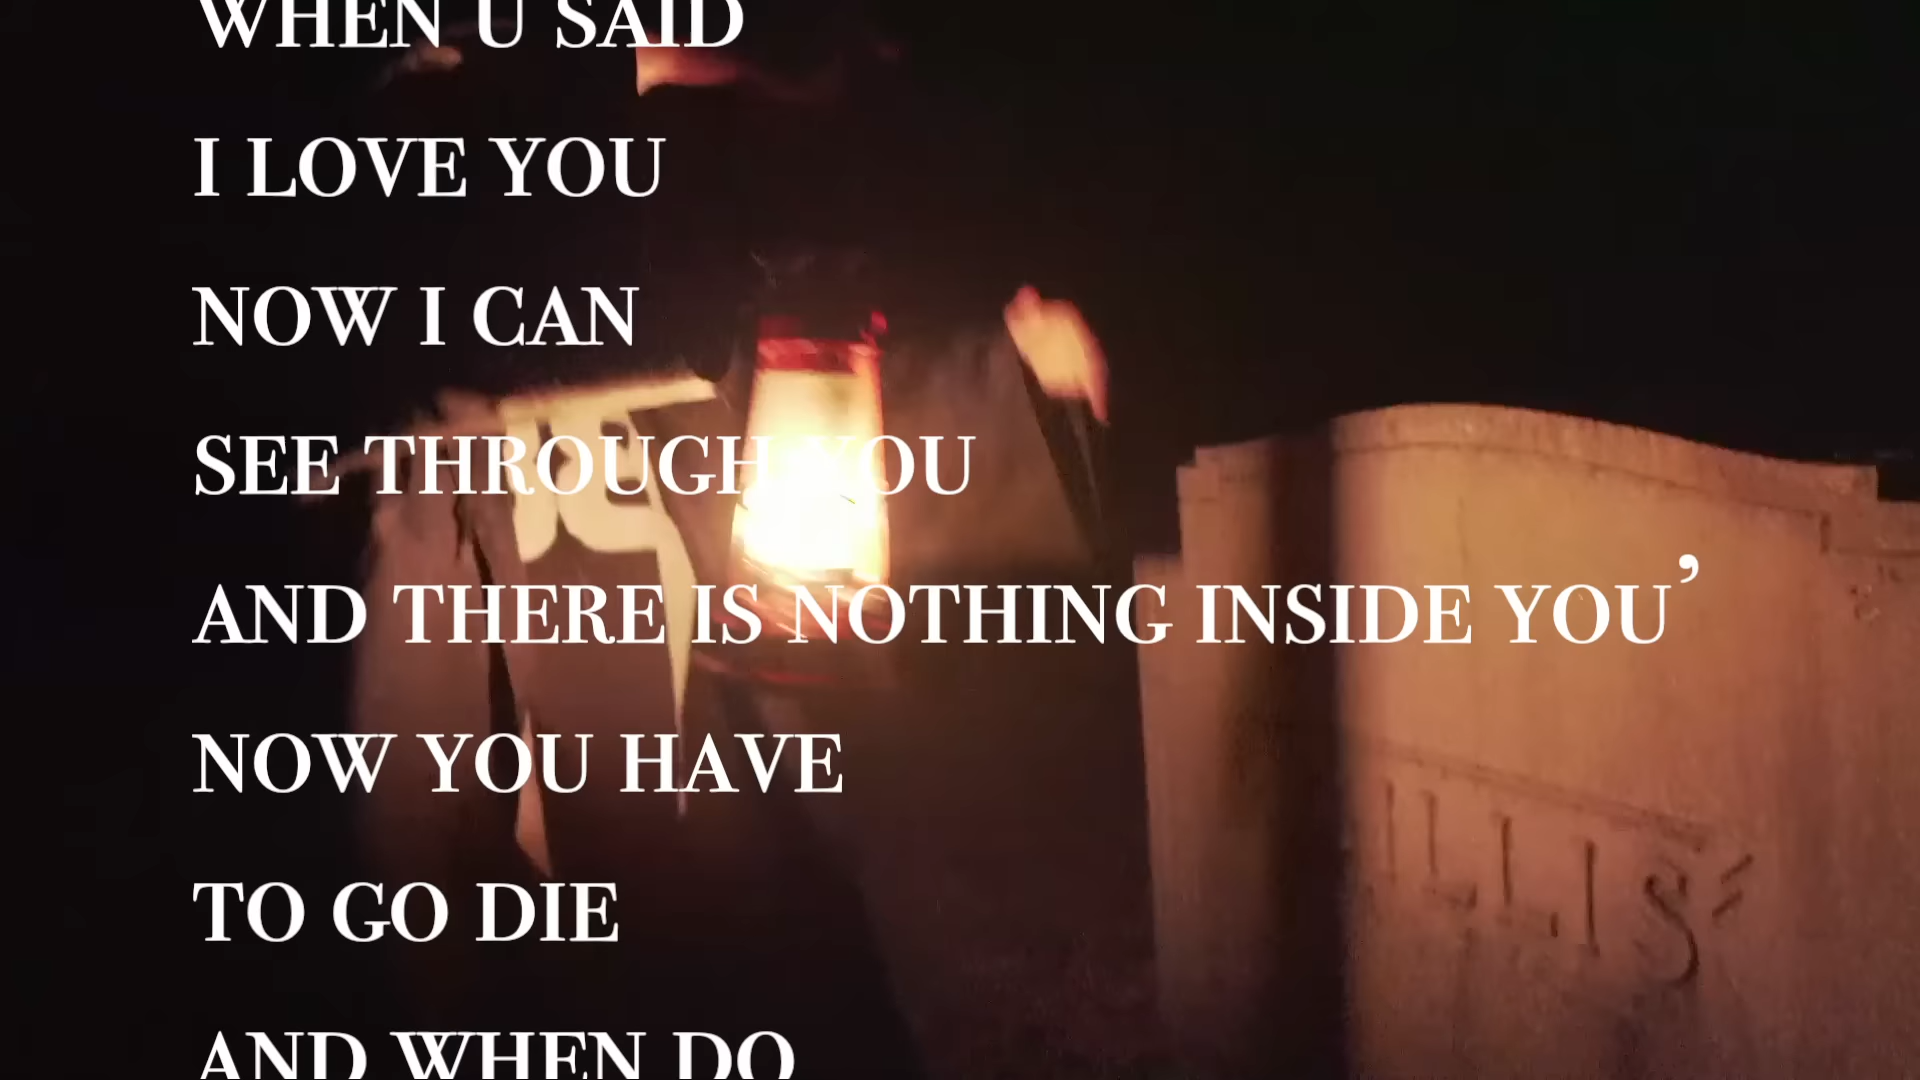 WHEN U SAID
I LOVE YOU
NOW I CAN
SEE THROUGH YOU
AND THERE IS NOTHING INSIDE YOU’
NOW YOU HAVE
TO GO DIE
AND WHEN DO